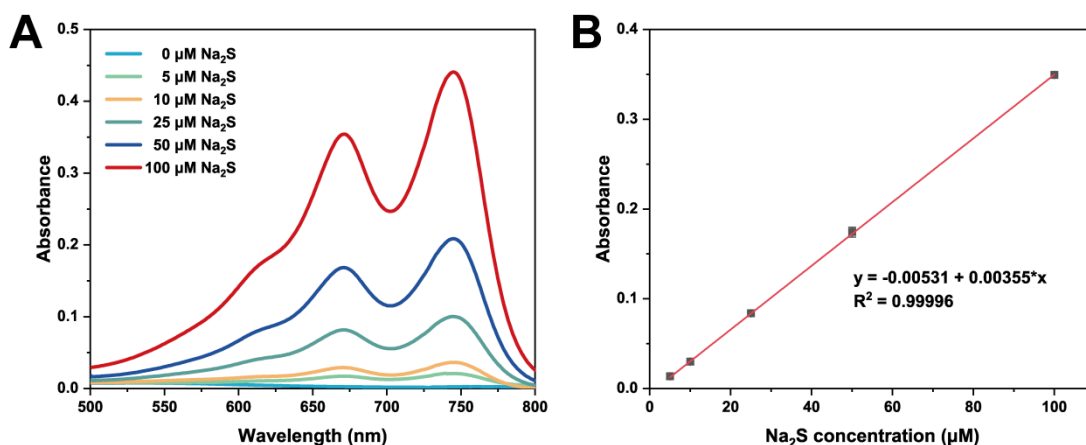 A
0.5
0.4
0.3
0.2
0.1
0.0
Absorbance
0 μM Na₂S
5 μM Na₂S
10 μM Na₂S
25 μM Na₂S
50 μM Na₂S
100 μM Na₂S
500 550 600 650 700 750 800
Wavelength (nm)
B
0.4
0.3
0.2
0.1
0.0
Absorbance
y = -0.00531 + 0.00355*x
R² = 0.99996
0 20 40 60 80 100
Na₂S concentration (μM)